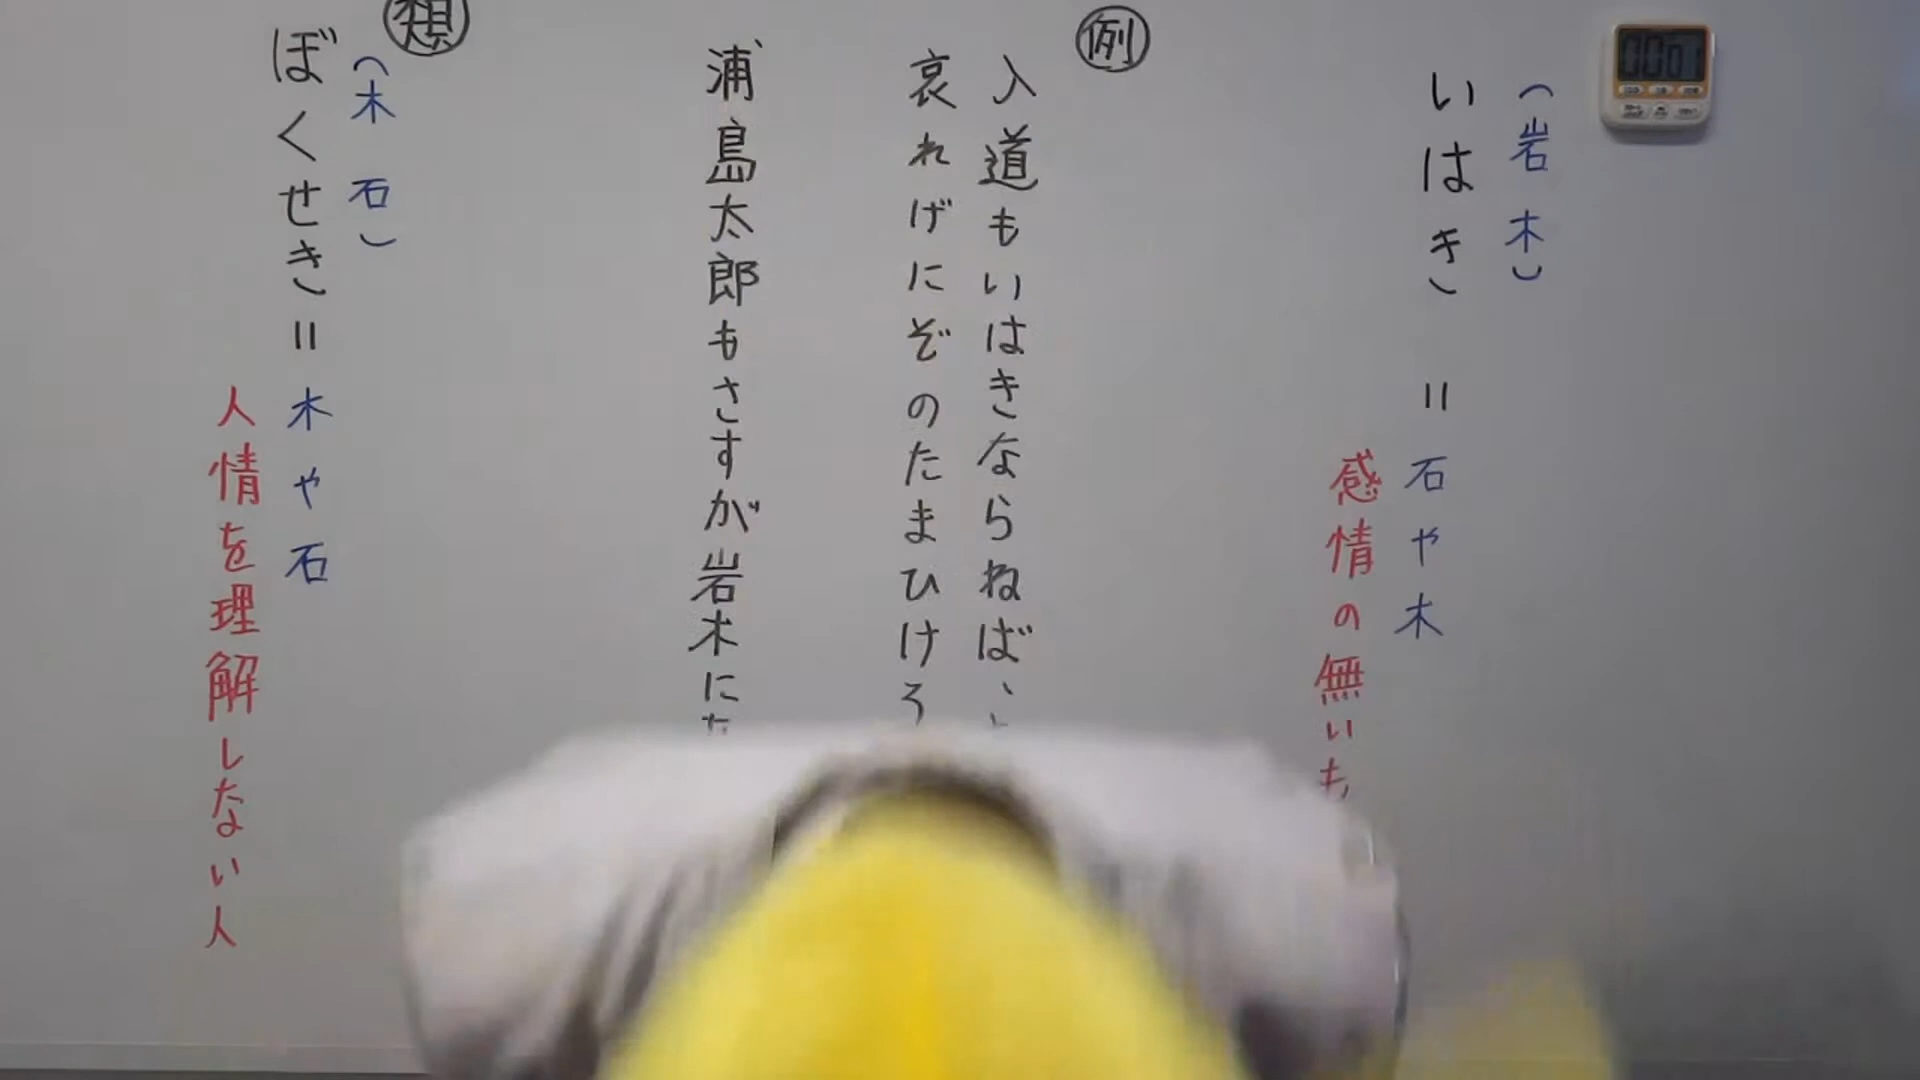 (岩木)
いはき = 石や木
感情の無いも
例
入道もいはきならねば、
哀れげにぞのたまひけ
浦島太郎もさすが岩木に
類
(木石)
ぼくせき = 木や石
人情を理解しない人